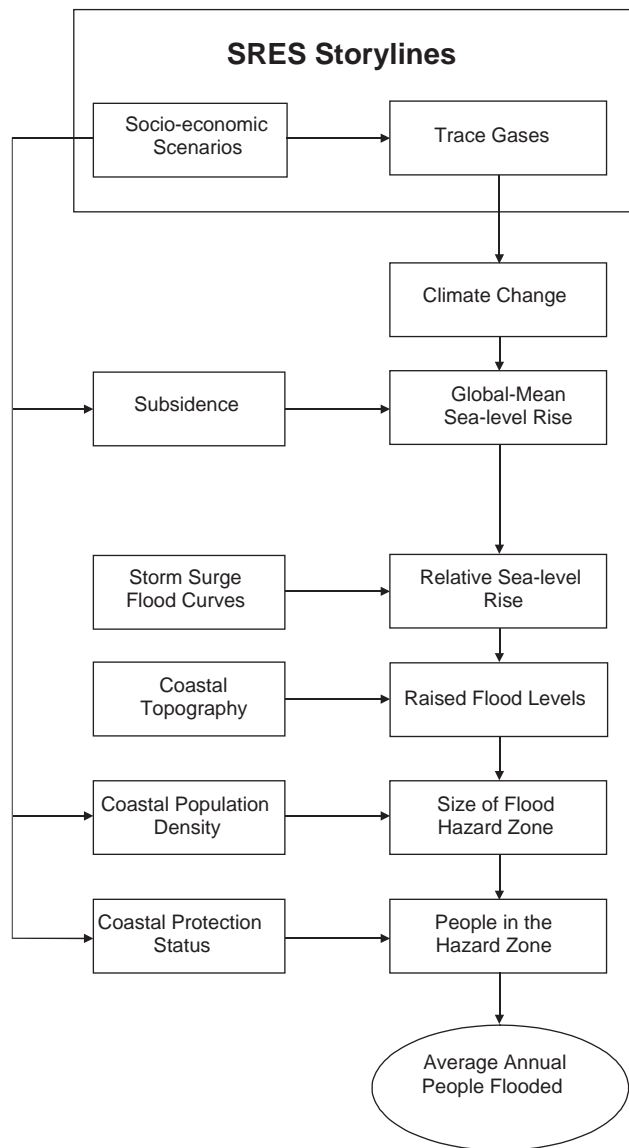 SRES Storylines
Socio-economic
Scenarios
Trace Gases
Climate Change
Subsidence
Global-Mean
Sea-level Rise
Storm Surge
Flood Curves
Relative Sea-level
Rise
Coastal
Topography
Raised Flood Levels
Coastal Population
Density
Size of Flood
Hazard Zone
Coastal Protection
Status
People in the
Hazard Zone
Average Annual
People Flooded